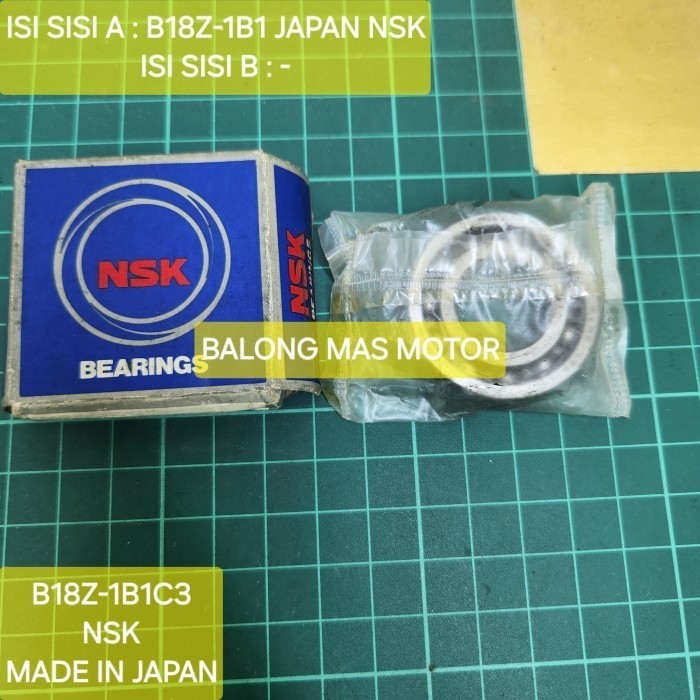 ISI SISI A : B18Z-1B1 JAPAN NSK
ISI SISI B : -
NSK
BEARINGS
NSK
BALONG MAS MOTOR
B18Z-1B1C3
NSK
MADE IN JAPAN